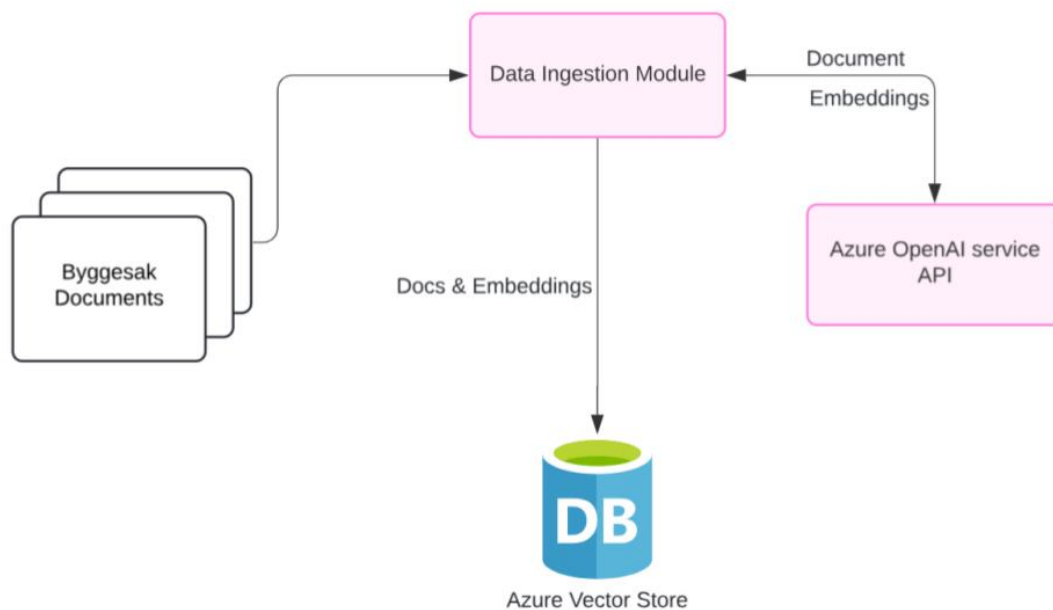 Data Ingestion Module
Document
Embeddings
Azure OpenAI service
API
Byggesak
Documents
Docs & Embeddings
DB
Azure Vector Store